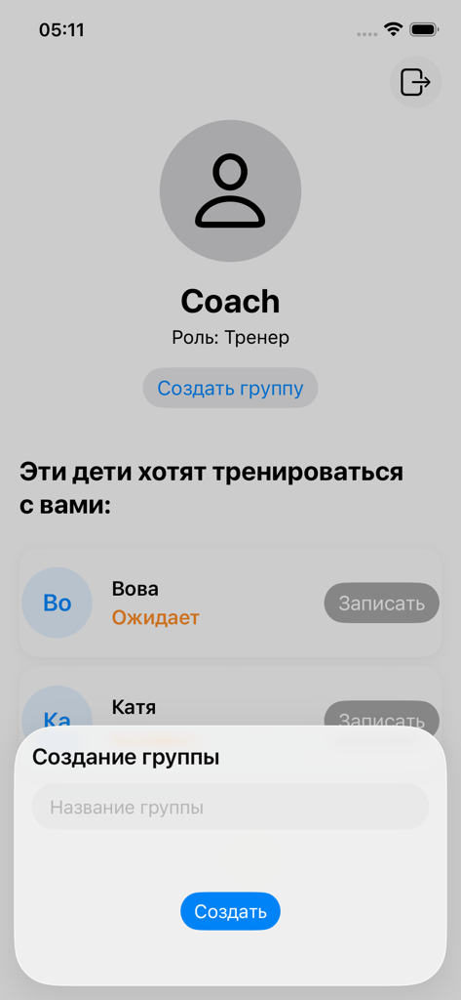 05:11
Coach
Роль: Тренер
Создать группу
Эти дети хотят тренироваться
с вами:
Во
Вова
Ожидает
Записать
Ка
Катя
Записать
Создание группы
Название группы
Создать